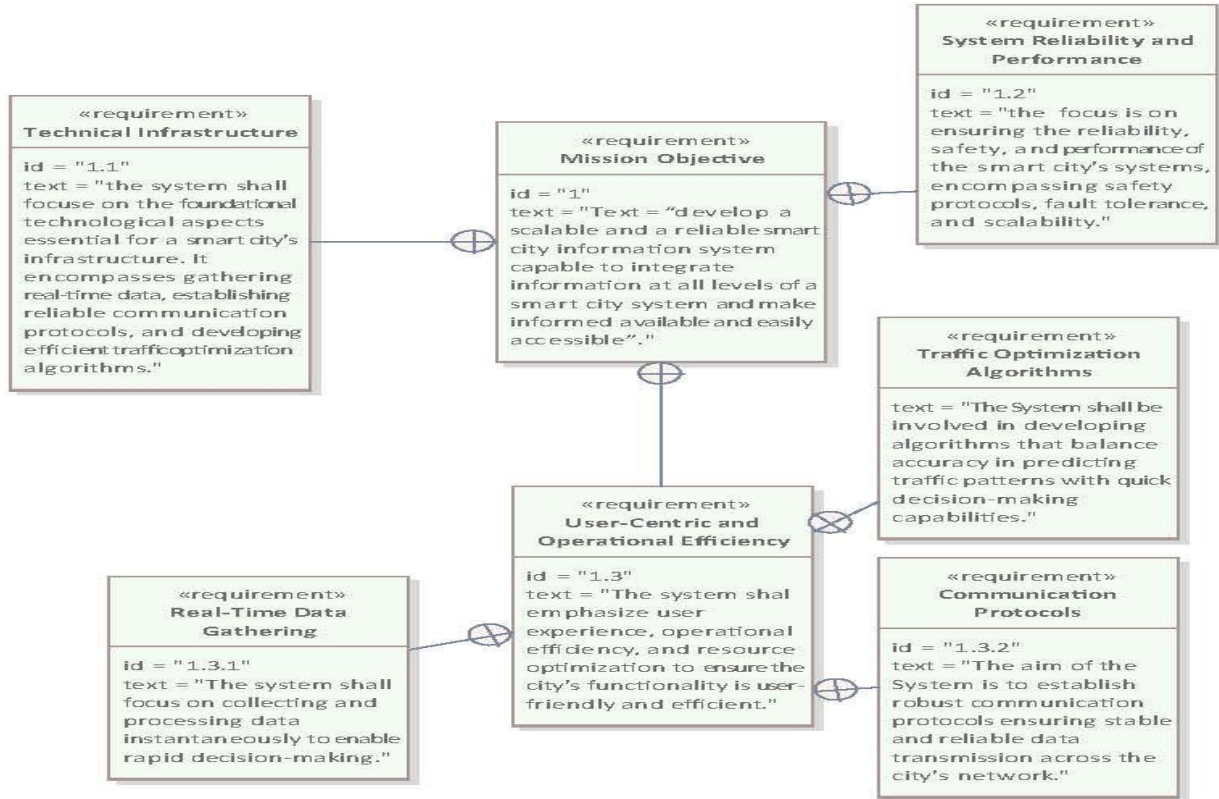 «requirement»
System Reliability and
Performance
id = "1.2"
text = "the focus is on
ensuring the reliability,
safety, and performance of
the smart city's systems,
encompassing safety
protocols, fault tolerance,
and scalability."
«requirement»
Technical Infrastructure
id = "1.1"
text = "the system shall
focuse on the foundational
technological aspects
essential for a smart city's
infrastructure. It
encompasses gathering
real-time data, establishing
reliable communication
protocols, and developing
efficient traffic optimization
algorithms."
«requirement»
Mission Objective
id = "1"
text = "Text = “develop a
scalable and a reliable smart
city information system
capable to integrate
information at all levels of a
smart city system and make
informed available and easily
accessible”."
«requirement»
Traffic Optimization
Algorithms
text = "The System shall be
involved in developing
algorithms that balance
accuracy in predicting
traffic patterns with quick
decision-making
capabilities."
«requirement»
User-Centric and
Operational Efficiency
id = "1.3"
text = "The system shal
emphasize user
experience, operational
efficiency, and resource
optimization to ensure the
city's functionality is user-
friendly and efficient."
«requirement»
Real-Time Data
Gathering
id = "1.3.1"
text = "The system shall
focus on collecting and
processing data
instantaneously to enable
rapid decision-making."
«requirement»
Communication
Protocols
id = "1.3.2"
text = "The aim of the
System is to establish
robust communication
protocols ensuring stable
and reliable data
transmission across the
city's network."